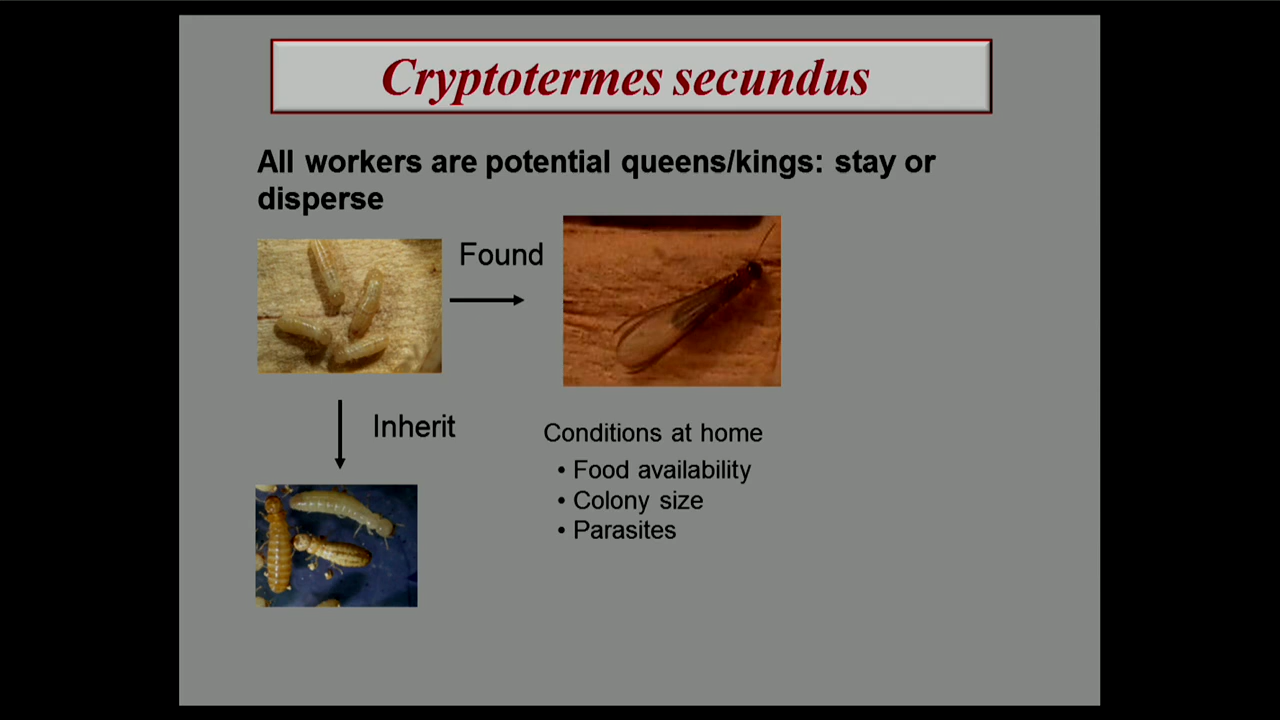 Cryptotermes secundus
All workers are potential queens/kings: stay or
disperse
Found
Inherit
Conditions at home
• Food availability
• Colony size
• Parasites